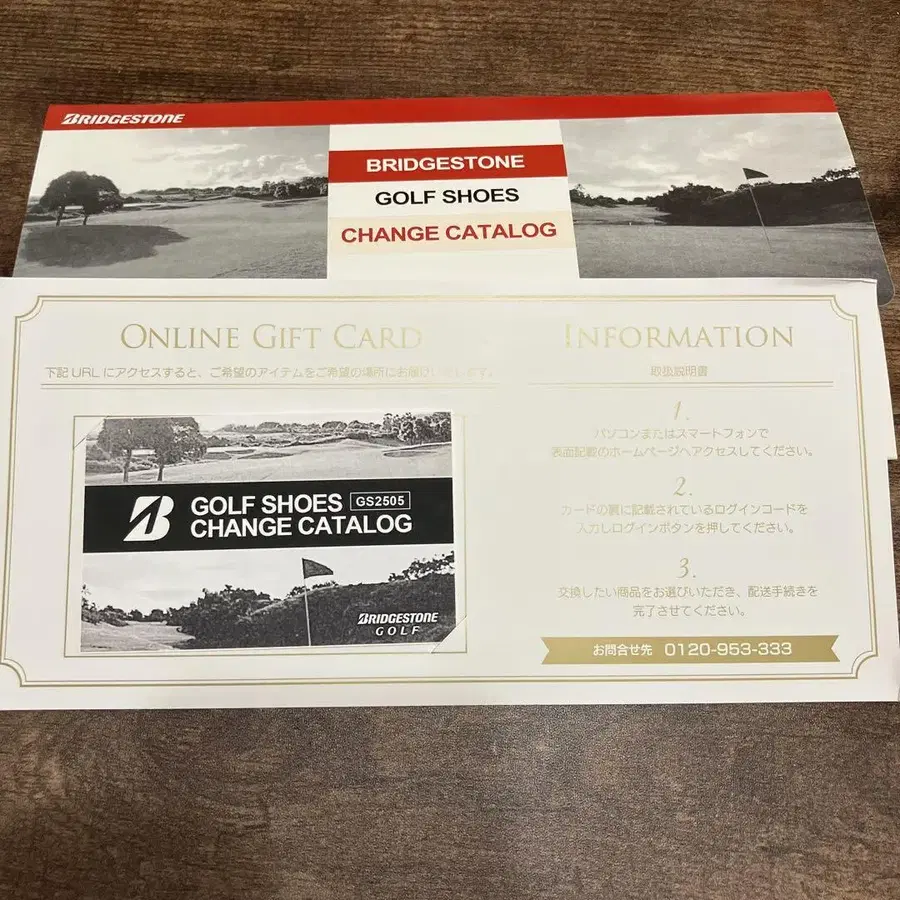 BRIDGESTONE
BRIDGESTONE
GOLF SHOES
CHANGE CATALOG
ONLINE GIFT CARD
下記URLにアクセスすると、ご希望のアイテムをご希望の場所にお届けいたします。
GOLF SHOES GS2505
CHANGE CATALOG
BRIDGESTONE
GOLF
INFORMATION
取扱説明書
1.
パソコンまたはスマートフォンで
表面記載のホームページへアクセスしてください。
2.
カードの裏に記載されているログインコードを
入力しログインボタンを押してください。
3.
交換したい商品をお選びいただき、配送手続きを
完了させてください。
お問合せ先 0120-953-333